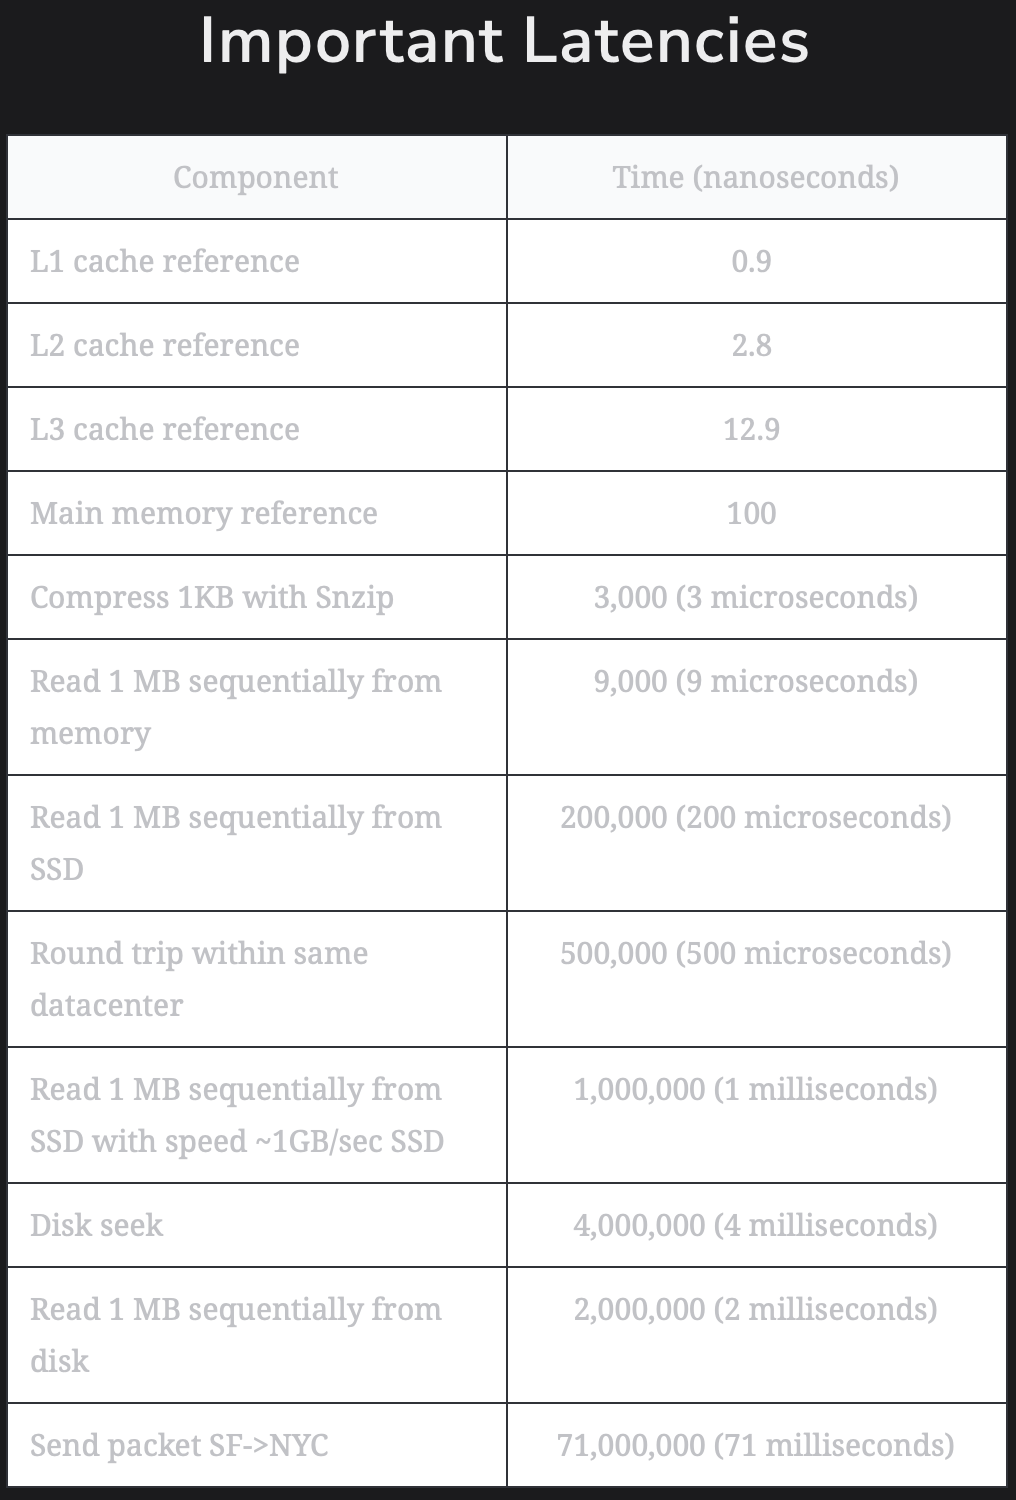 Important Latencies
Component Time (nanoseconds)
L1 cache reference 0.9
L2 cache reference 2.8
L3 cache reference 12.9
Main memory reference 100
Compress 1KB with Snzip 3,000 (3 microseconds)
Read 1 MB sequentially from 9,000 (9 microseconds)
memory
Read 1 MB sequentially from 200,000 (200 microseconds)
SSD
Round trip within same 500,000 (500 microseconds)
datacenter
Read 1 MB sequentially from 1,000,000 (1 milliseconds)
SSD with speed ~1GB/sec SSD
Disk seek 4,000,000 (4 milliseconds)
Read 1 MB sequentially from 2,000,000 (2 milliseconds)
disk
Send packet SF->NYC 71,000,000 (71 milliseconds)